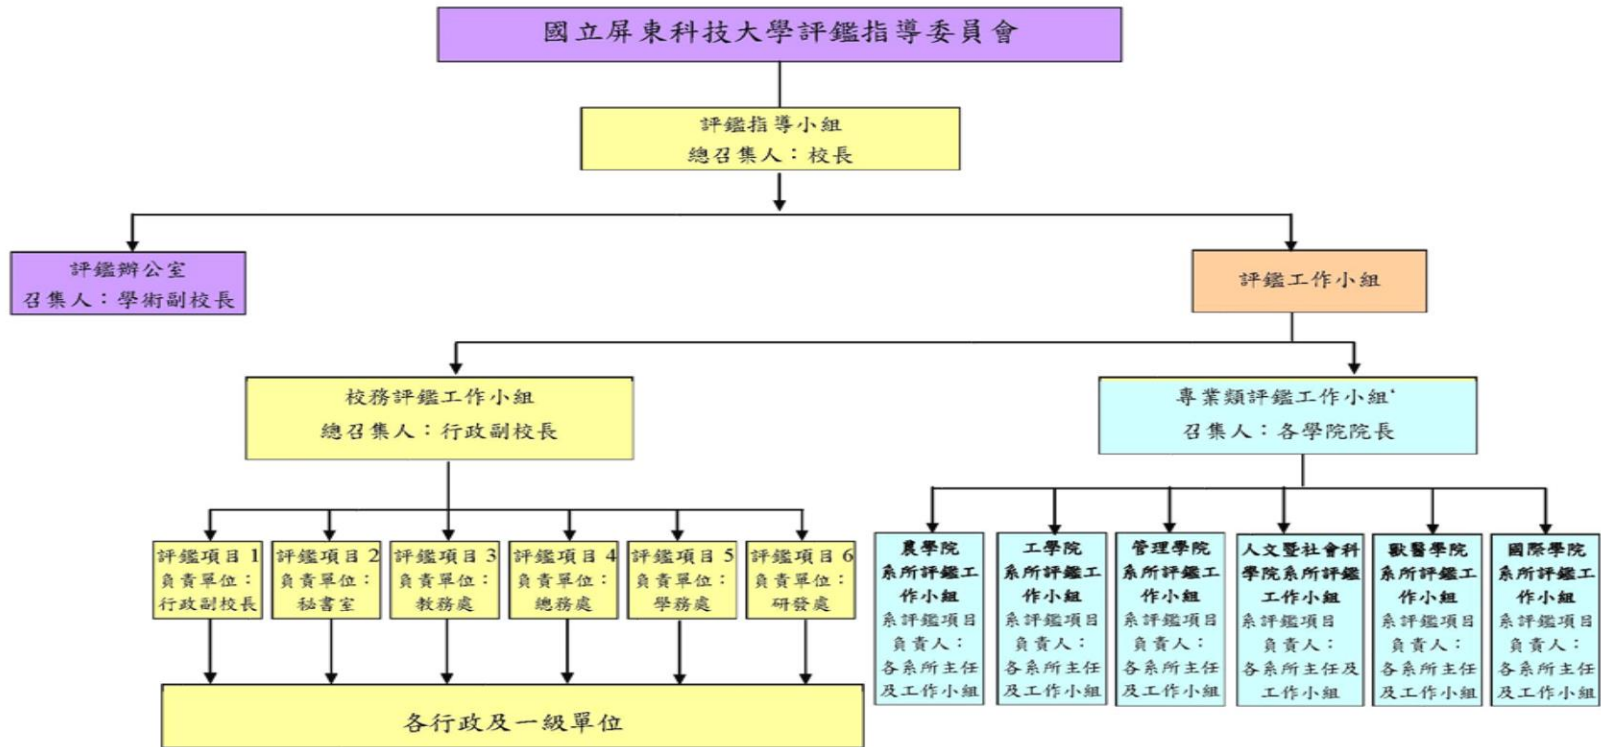 國立屏東科技大學評鑑指導委員會
評鑑指導小組
總召集人：校長
評鑑辦公室
召集人：學術副校長
評鑑工作小組
校務評鑑工作小組
總召集人：行政副校長
專業類評鑑工作小組
召集人：各學院院長
評鑑項目 1
負責單位：
行政副校長
評鑑項目 2
負責單位：
秘書室
評鑑項目 3
負責單位：
教務處
評鑑項目 4
負責單位：
總務處
評鑑項目 5
負責單位：
學務處
評鑑項目 6
負責單位：
研發處
農學院
系所評鑑工
作小組
系評鑑項目
負責人：
各系所主任
及工作小組
工學院
系所評鑑工
作小組
系評鑑項目
負責人：
各系所主任
及工作小組
管理學院
系所評鑑工
作小組
系評鑑項目
負責人：
各系所主任
及工作小組
人文暨社會科
學院系所評鑑
工作小組
系評鑑項目
負責人：
各系所主任及
工作小組
獸醫學院
系所評鑑工
作小組
系評鑑項目
負責人：
各系所主任
及工作小組
國際學院
系所評鑑工
作小組
系評鑑項目
負責人：
各系所主任
及工作小組
各行政及一級單位